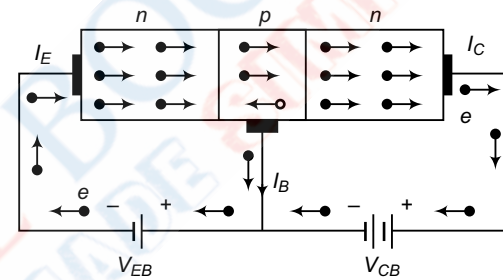 n p n
I_E I_C
e
I_B
e – + – +
V_EB V_CB